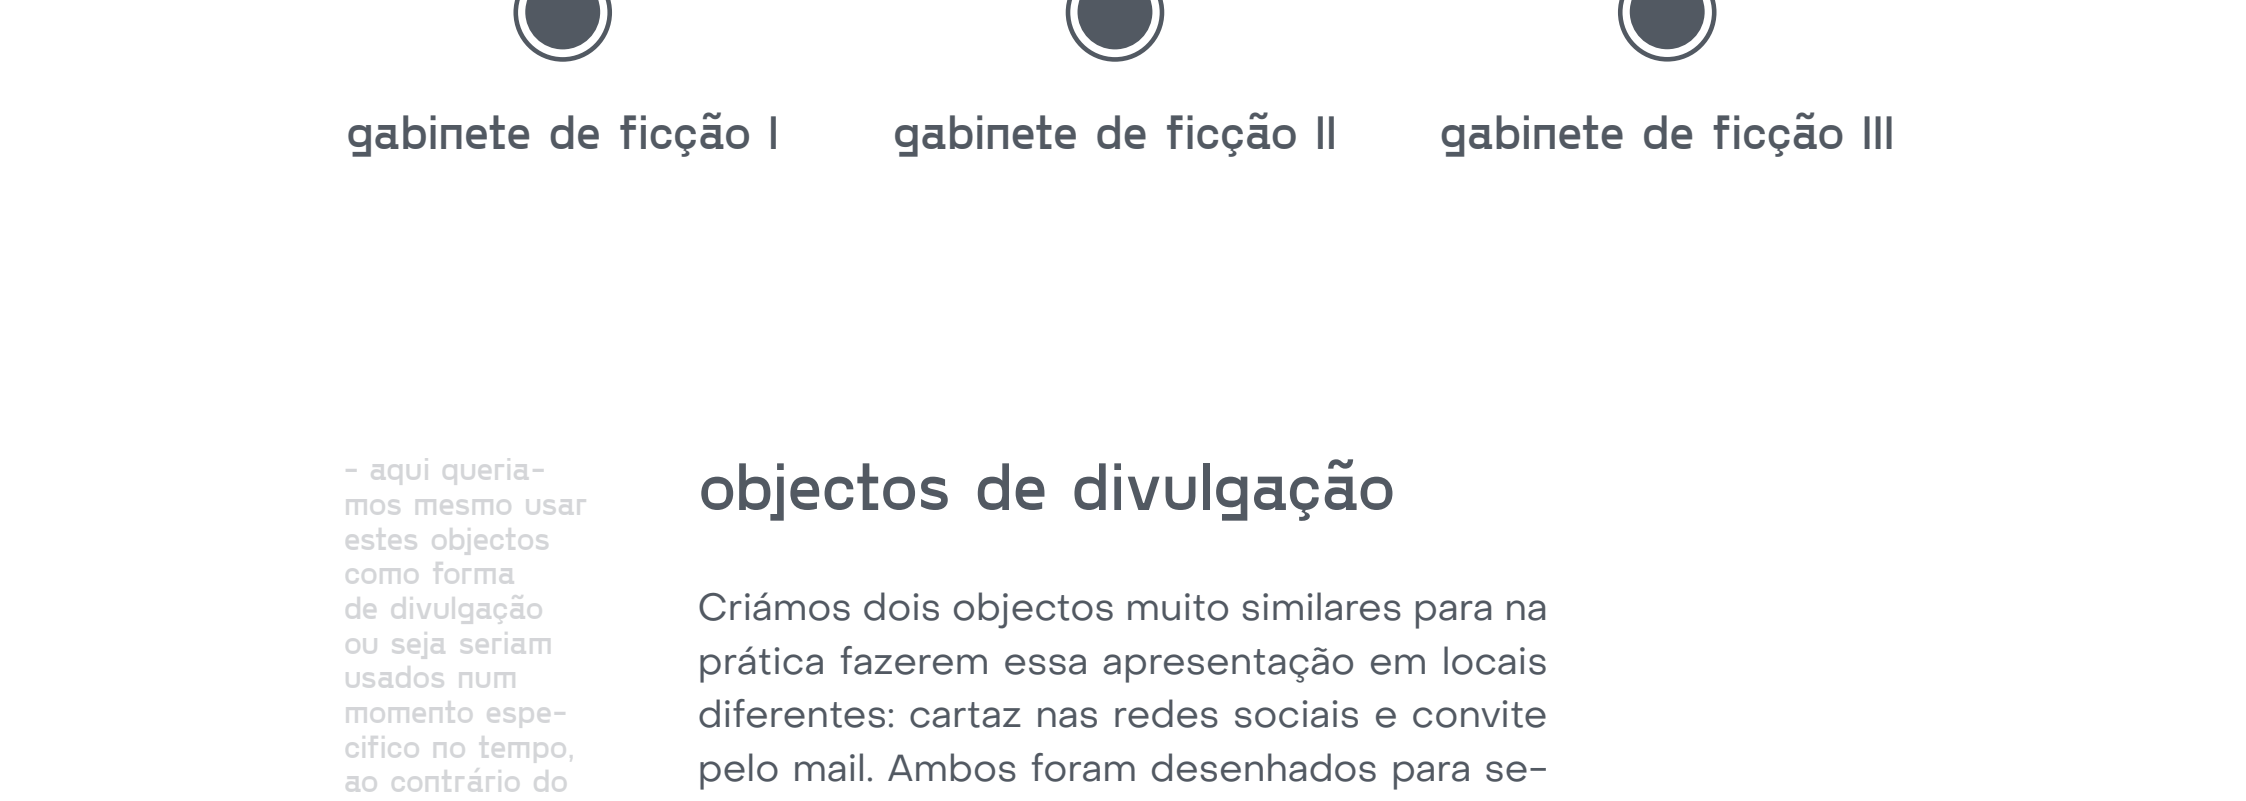 gabinete de ficção I
gabinete de ficção II
gabinete de ficção III
- aqui queria-
mos mesmo usar
estes objectos
como forma
de divulgação
ou seja seriam
usados num
momento espe-
cifico no tempo,
ao contrário do
objectos de divulgação
Criámos dois objectos muito similares para na
prática fazerem essa apresentação em locais
diferentes: cartaz nas redes sociais e convite
pelo mail. Ambos foram desenhados para se-